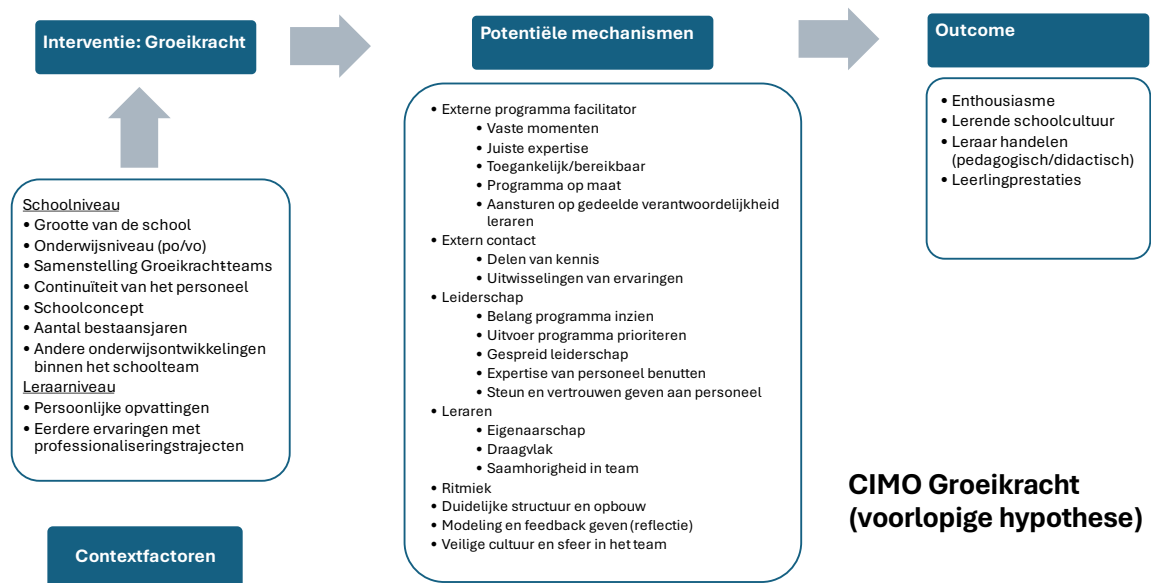 Interventie: Groeikracht
Potentiële mechanismen
Outcome
Schoolniveau
• Grootte van de school
• Onderwijsniveau (po/vo)
• Samenstelling Groeikracht-teams
• Continuïteit van het personeel
• Schoolconcept
• Aantal bestaansjaren
• Andere onderwijsontwikkelingen
binnen het schoolteam
Leraarniveau
• Persoonlijke opvattingen
• Eerdere ervaringen met
professionaliseringstrajecten
Contextfactoren
• Externe programma facilitator
• Vaste momenten
• Juiste expertise
• Toegankelijk/bereikbaar
• Programma op maat
• Aansturen op gedeelde verantwoordelijkheid
leraren
• Extern contact
• Delen van kennis
• Uitwisselingen van ervaringen
• Leiderschap
• Belang programma inzien
• Uitvoer programma prioriteren
• Gespreid leiderschap
• Expertise van personeel benutten
• Steun en vertrouwen geven aan personeel
• Leraren
• Eigenaarschap
• Draagvlak
• Saamhorigheid in team
• Ritmiek
• Duidelijke structuur en opbouw
• Modeling en feedback geven (reflectie)
• Veilige cultuur en sfeer in het team
• Enthousiasme
• Lerende schoolcultuur
• Leraar handelen
(pedagogisch/didactisch)
• Leerlingprestaties
CIMO Groeikracht
(voorlopige hypothese)